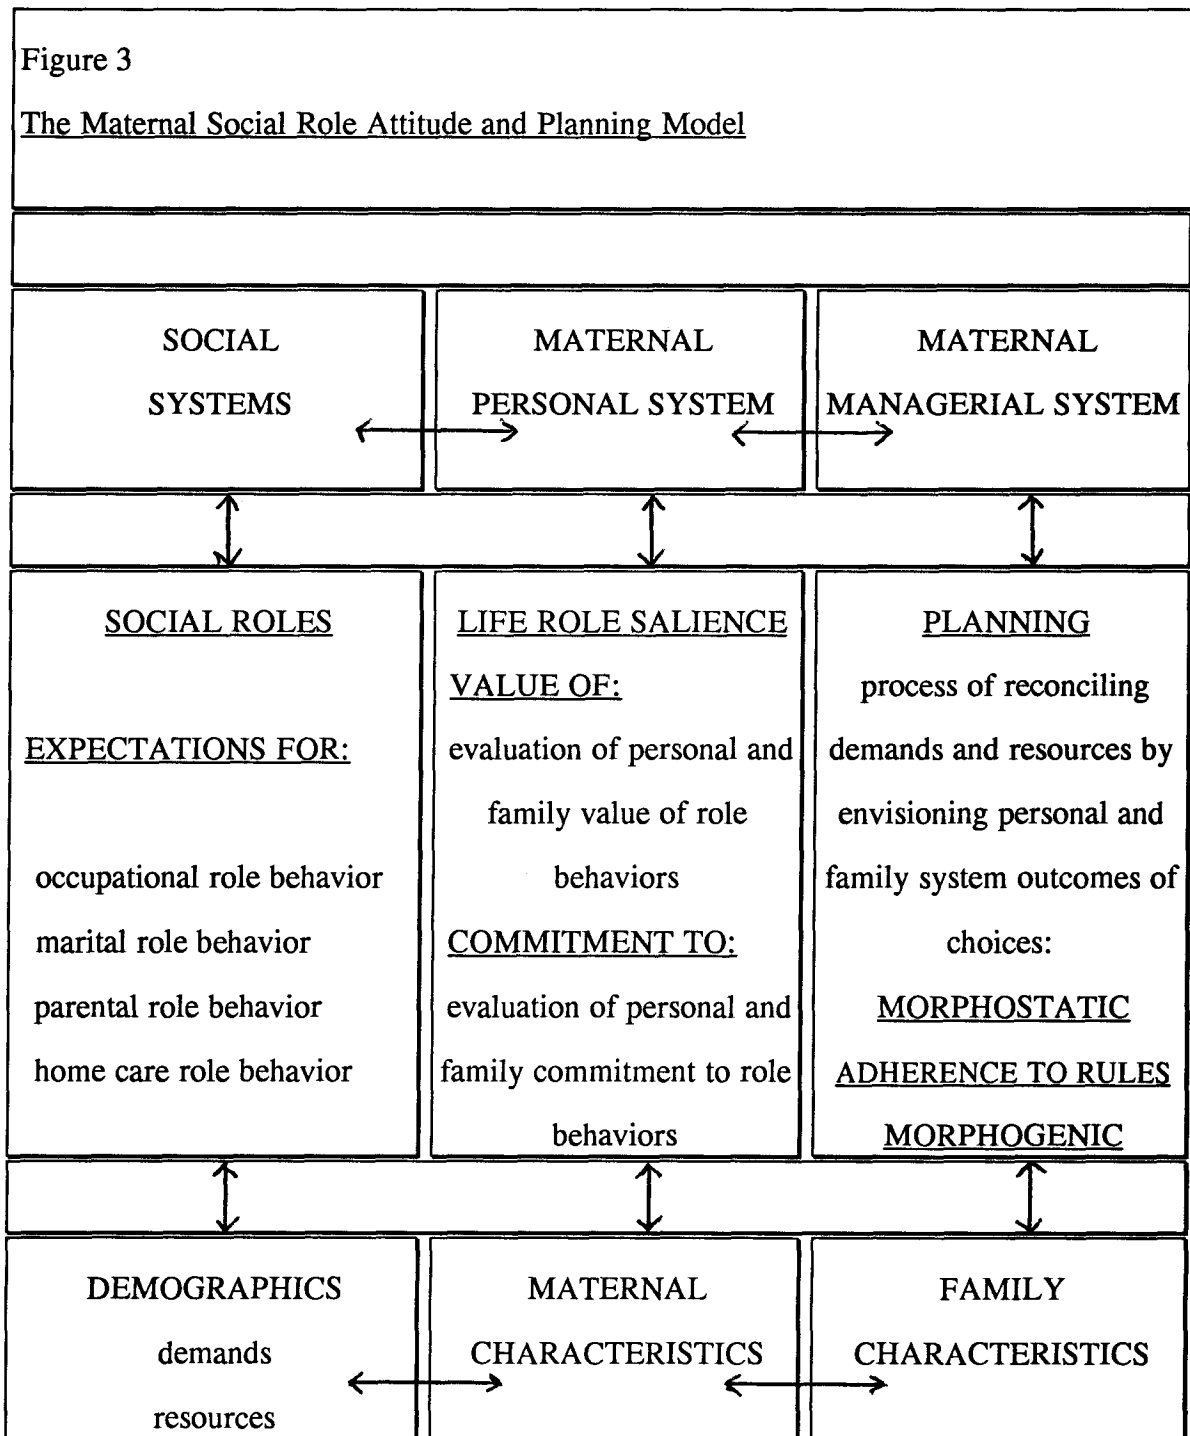 Figure 3
The Maternal Social Role Attitude and Planning Model
SOCIAL
SYSTEMS
MATERNAL
PERSONAL SYSTEM
MATERNAL
MANAGERIAL SYSTEM
SOCIAL ROLES
EXPECTATIONS FOR:
occupational role behavior
marital role behavior
parental role behavior
home care role behavior
LIFE ROLE SALIENCE
VALUE OF:
evaluation of personal and
family value of role
behaviors
COMMITMENT TO:
evaluation of personal and
family commitment to role
behaviors
PLANNING
process of reconciling
demands and resources by
envisioning personal and
family system outcomes of
choices:
MORPHOSTATIC
ADHERENCE TO RULES
MORPHOGENIC
DEMOGRAPHICS
demands
resources
MATERNAL
CHARACTERISTICS
FAMILY
CHARACTERISTICS